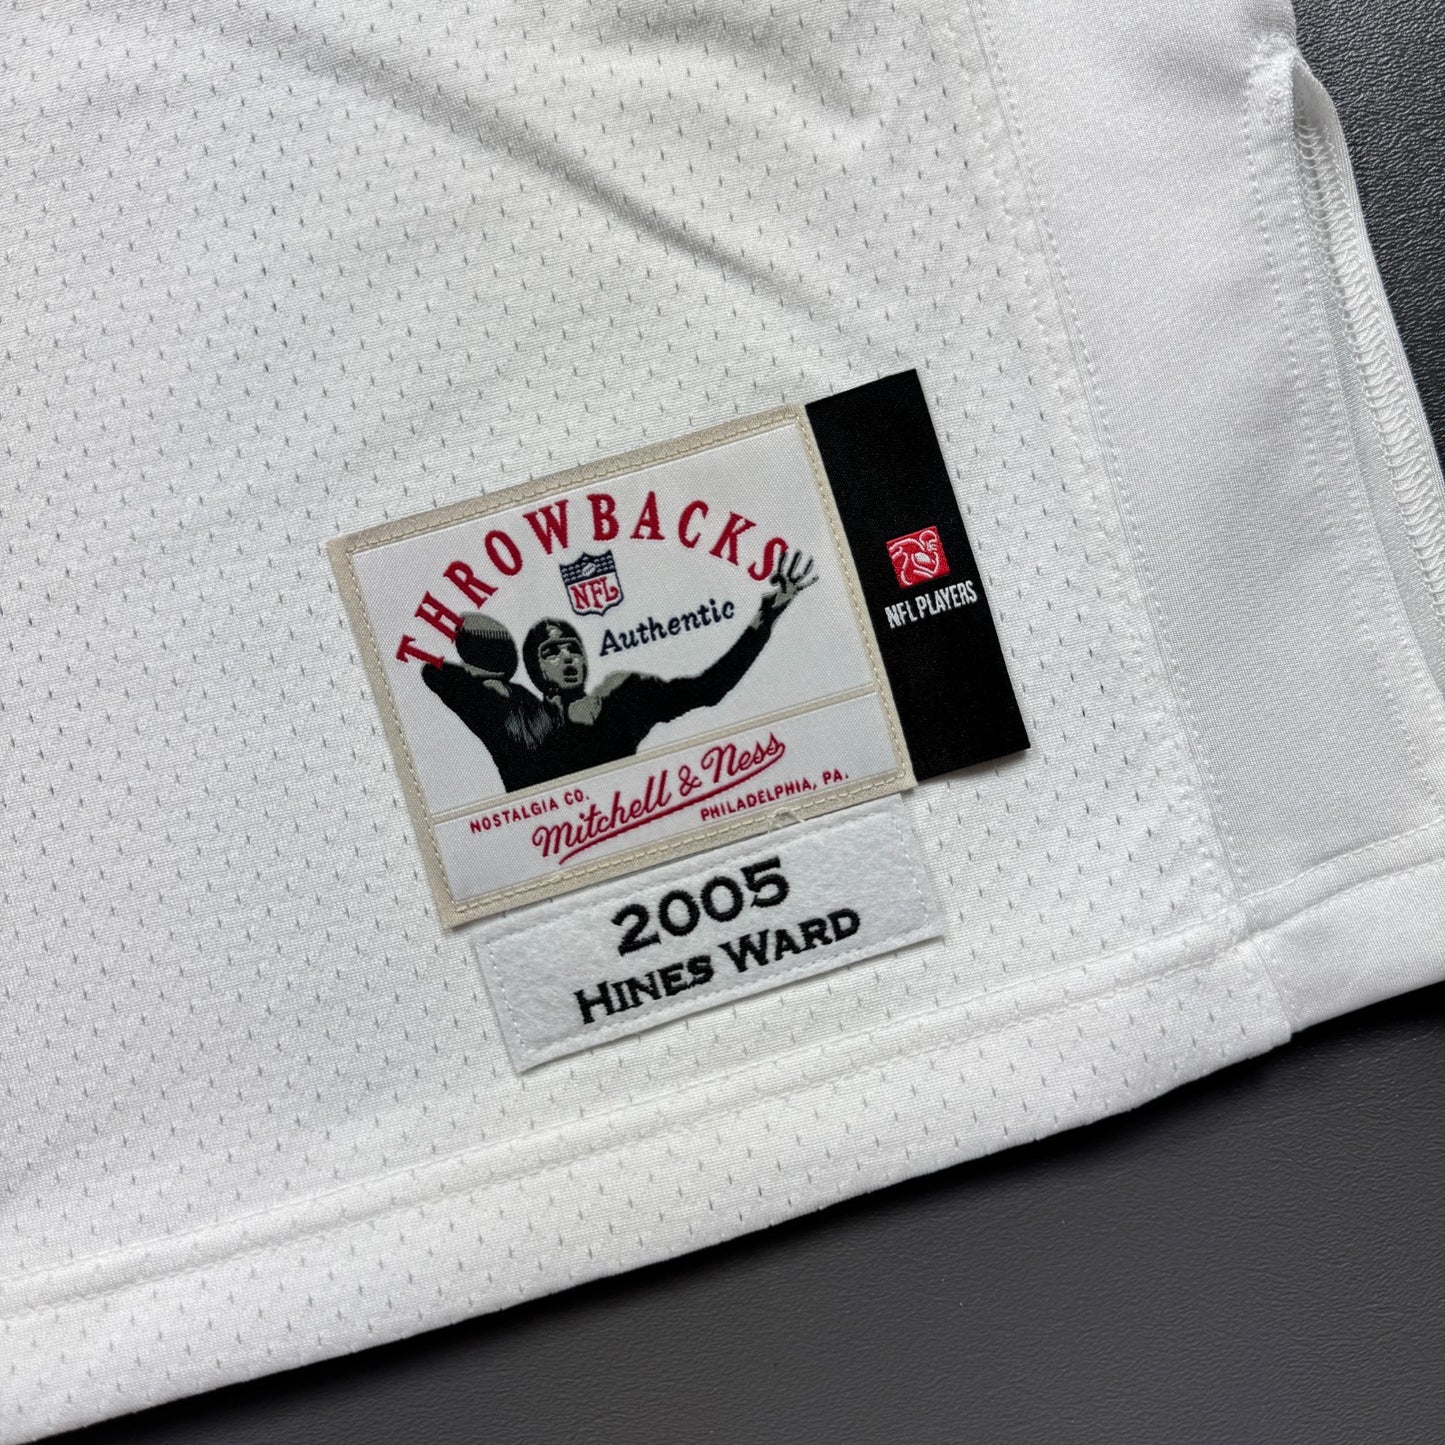 THROWBACKS
NFL
Authentic
NOSTALGIA CO.
Mitchell & Ness
PHILADELPHIA, PA.
NFL PLAYERS
2005
HINES WARD